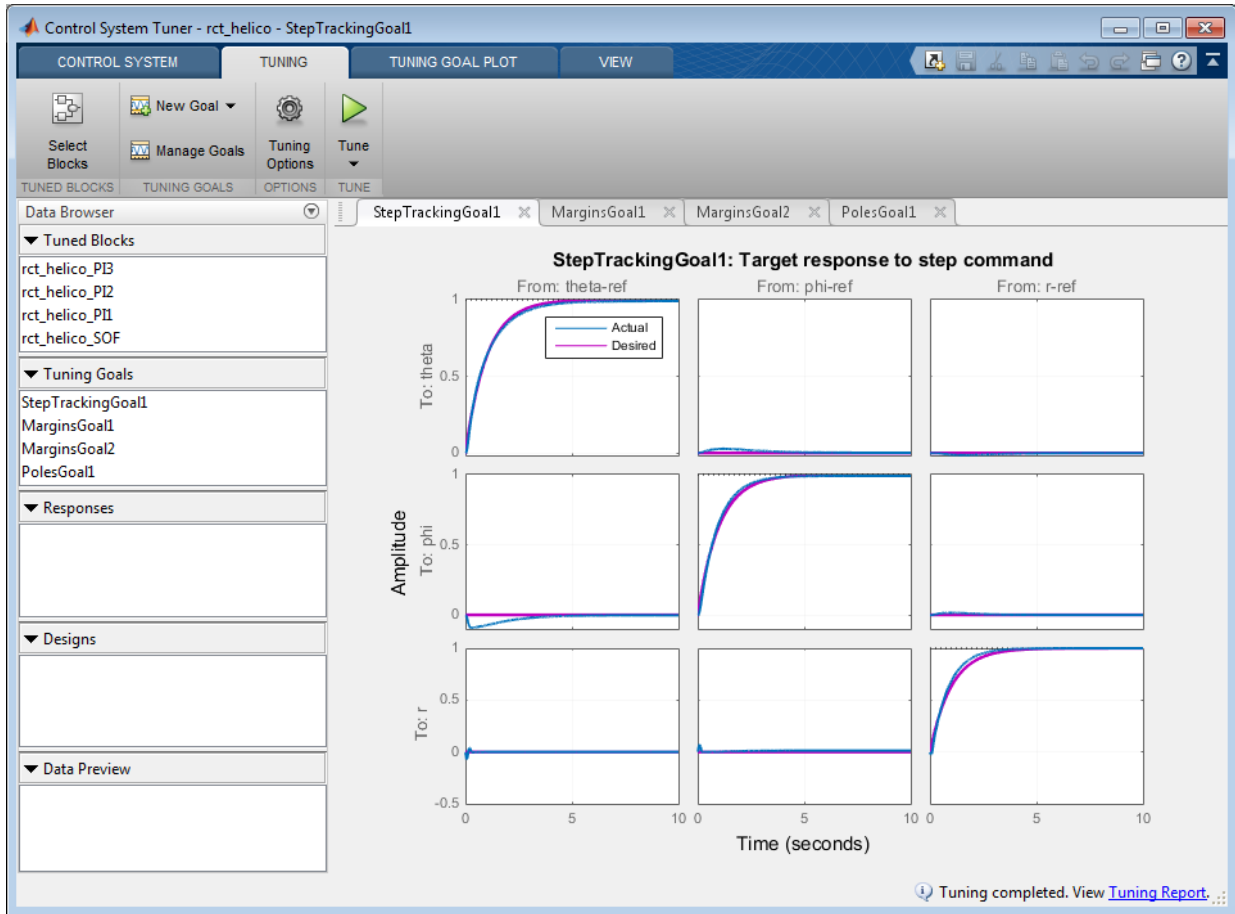 Control System Tuner - rct_helico - StepTrackingGoal1
CONTROL SYSTEM TUNING TUNING GOAL PLOT VIEW
Select Blocks
New Goal
Manage Goals
Tuning Options
Tune
TUNED BLOCKS TUNING GOALS OPTIONS TUNE
Data Browser
Tuned Blocks
rct_helico_PI3
rct_helico_PI2
rct_helico_PI1
rct_helico_SOF
Tuning Goals
StepTrackingGoal1
MarginsGoal1
MarginsGoal2
PolesGoal1
Responses
Designs
Data Preview
StepTrackingGoal1 MarginsGoal1 MarginsGoal2 PolesGoal1
StepTrackingGoal1: Target response to step command
From: theta-ref From: phi-ref From: r-ref
Actual
Desired
To: theta
1
0.5
0
Amplitude
To: phi
1
0.5
0
To: r
1
0.5
0
-0.5
0 5 10 0 5 10 0 5 10
Time (seconds)
Tuning completed. View Tuning Report.